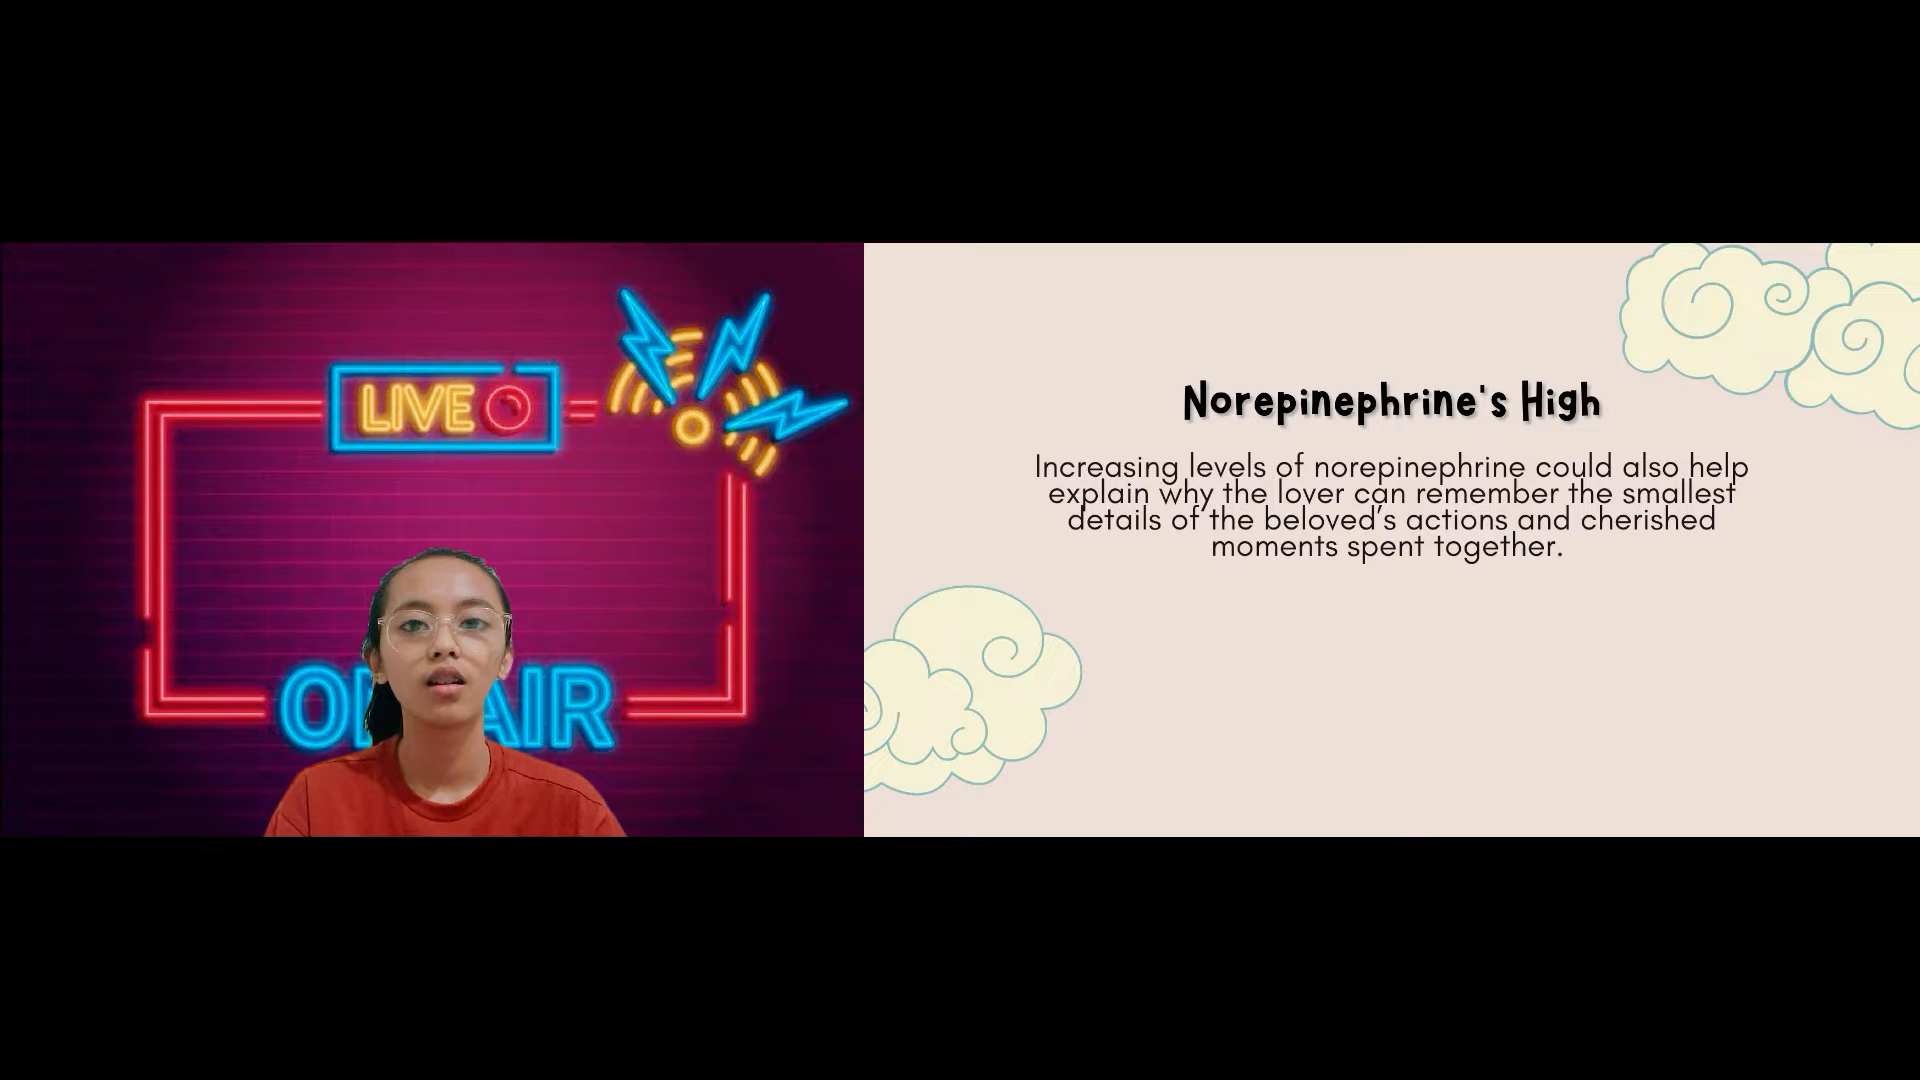 LIVE
ON AIR
Norepinephrine's High
Increasing levels of norepinephrine could also help
explain why the lover can remember the smallest
details of the beloved's actions and cherished
moments spent together.